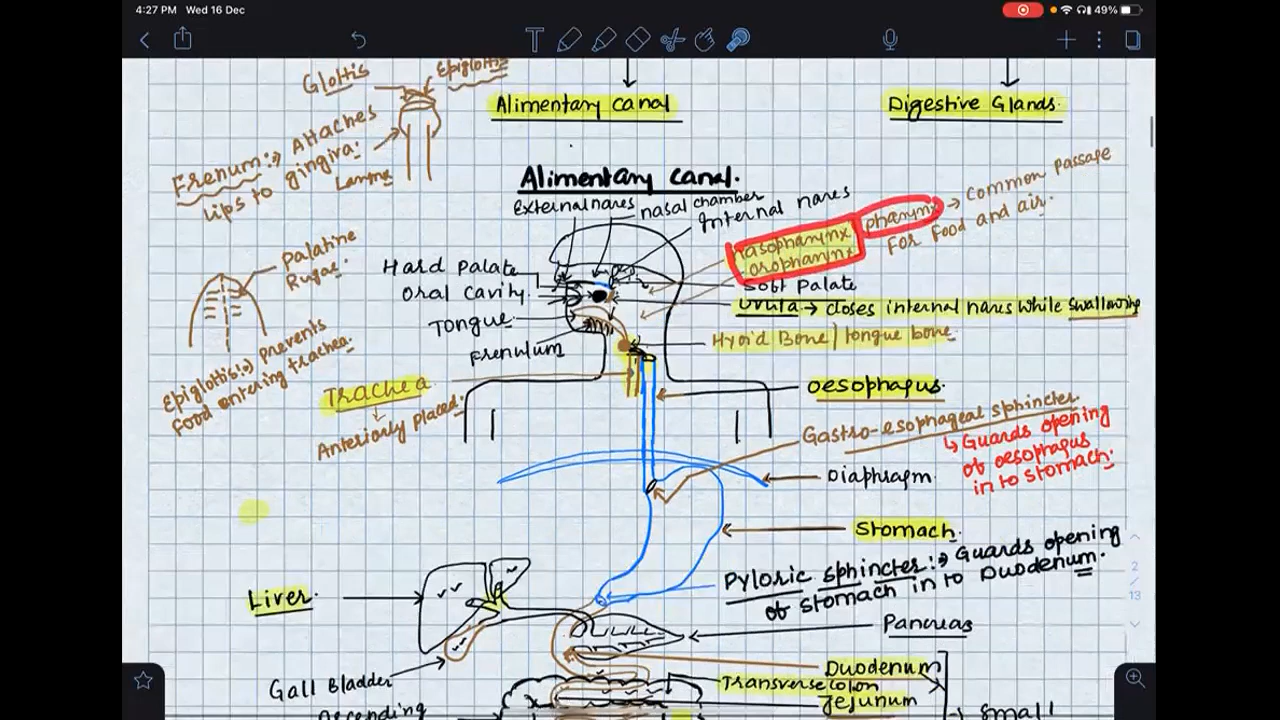 4:27 PM Wed 16 Dec
49%
Glottis
Epiglottis
Alimentary Canal
Digestive Glands.
Frenum :→ Attaches
lips to gingiva.
Larynx
Alimentary Canal.
External nares
nasal chamber
Internal nares
nasopharynx
oropharynx
pharynx → Common passage
For Food and air.
Palatine
Rugae.
Hard Palate
Oral Cavity.
Tongue
Frenulum
Soft Palate
Uvula → closes internal nares while swallowing
Hyoid Bone / tongue bone
Epiglottis :→ prevents
food entering trachea.
Trachea
Anteriorly placed.
oesophagus.
Gastro-esophageal sphincter
↳ Guards opening
of oesophagus
in to stomach.
Diaphragm
Stomach.
Pyloric sphincter :→ Guards opening
of stomach in to Duodenum.
Liver
Pancreas
Gall Bladder
Duodenum
Transverse colon
Jejunum
Descending
→ Small
2
/
13